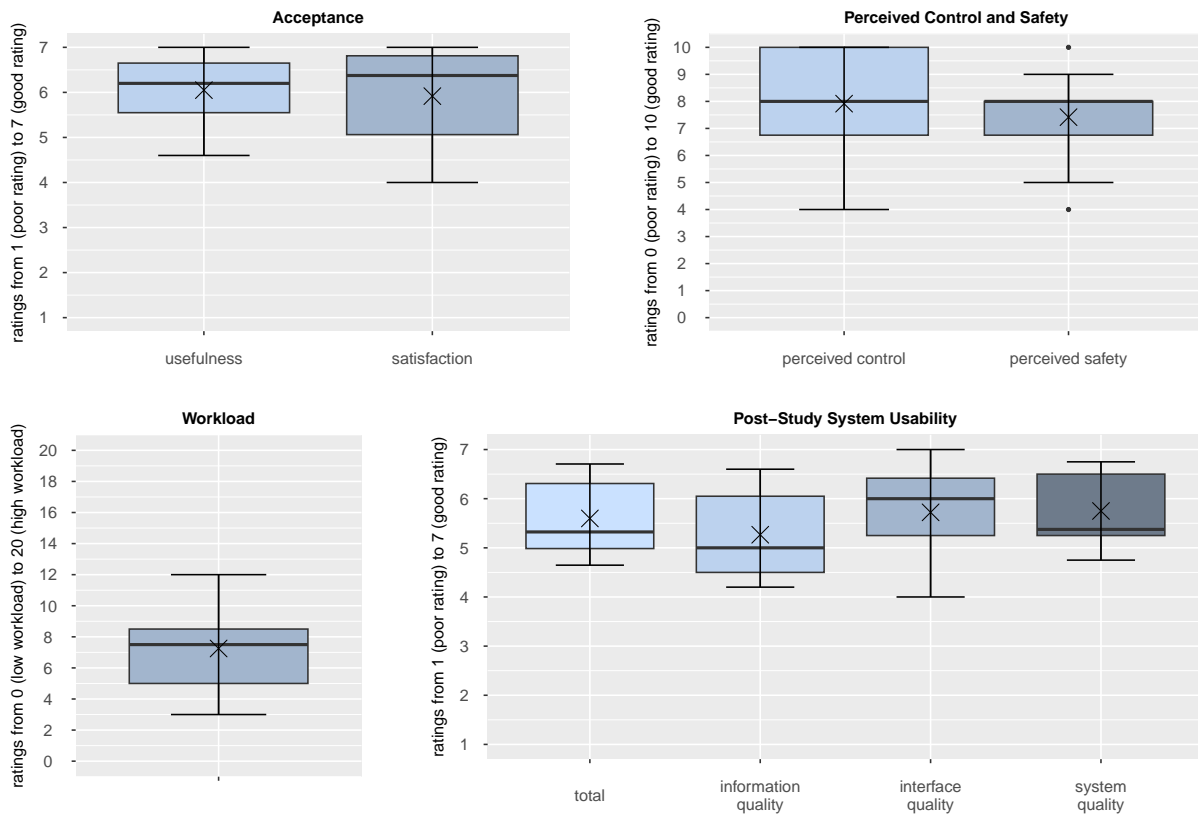 Acceptance
ratings from 1 (poor rating) to 7 (good rating)
7
6
5
4
3
2
1
usefulness
satisfaction
Perceived Control and Safety
ratings from 0 (poor rating) to 10 (good rating)
10
9
8
7
6
5
4
3
2
1
0
perceived control
perceived safety
Workload
ratings from 0 (low workload) to 20 (high workload)
20
18
16
14
12
10
8
6
4
2
0
Post−Study System Usability
ratings from 1 (poor rating) to 7 (good rating)
7
6
5
4
3
2
1
total
information
quality
interface
quality
system
quality